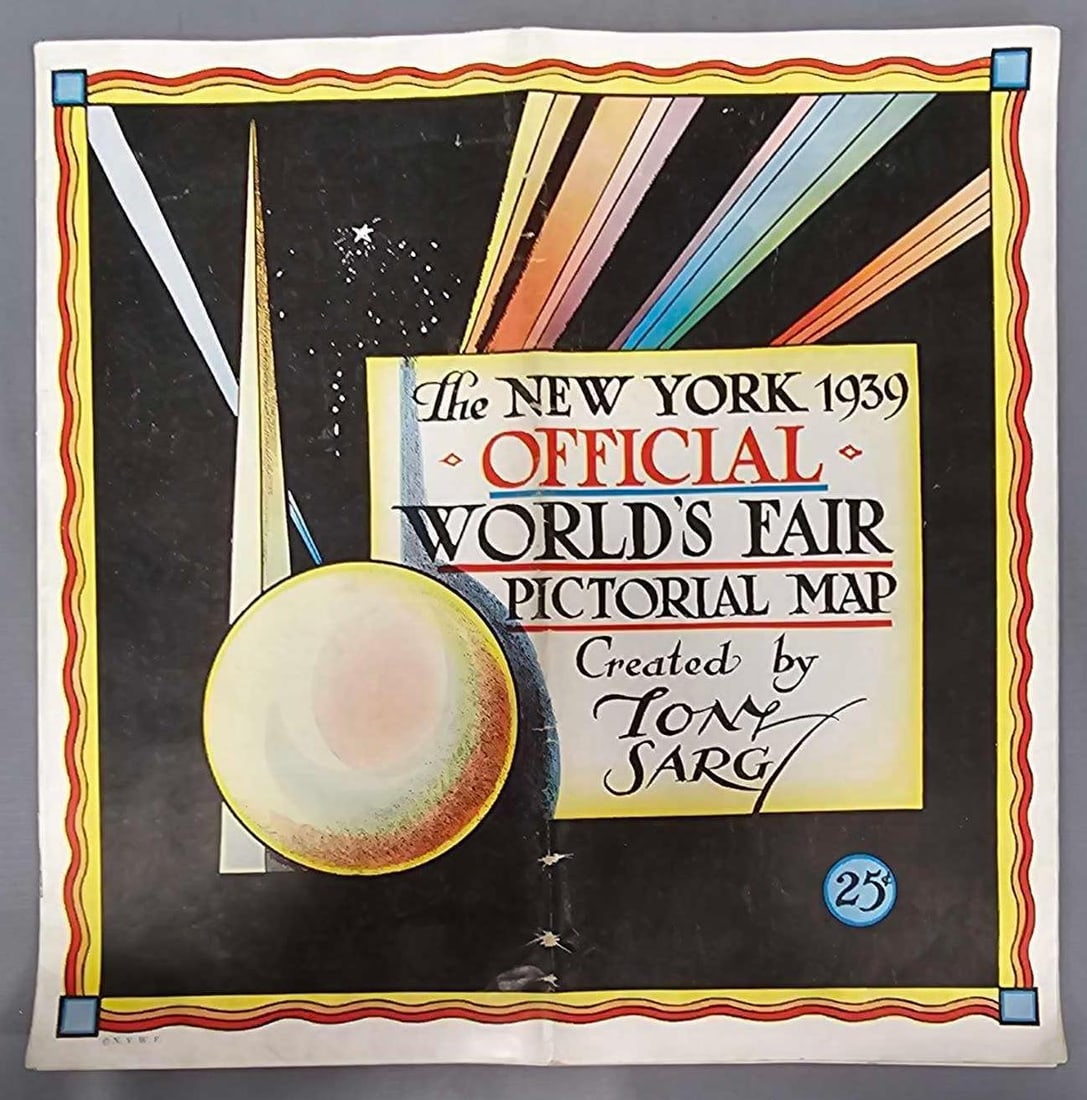 The NEW YORK 1939
OFFICIAL
WORLD'S FAIR
PICTORIAL MAP
Created by
TONY
SARG
25¢
© N. Y. W. F.